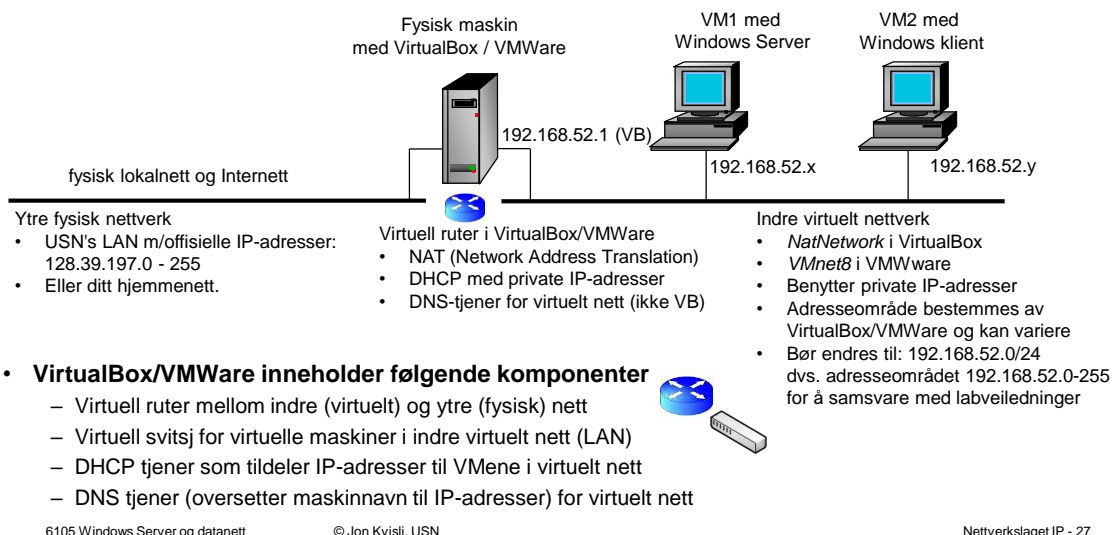 Fysisk maskin
med VirtualBox / VMWare
VM1 med
Windows Server
VM2 med
Windows klient
192.168.52.1 (VB)
192.168.52.x
192.168.52.y
fysisk lokalnett og Internett
Ytre fysisk nettverk
• USN's LAN m/offisielle IP-adresser:
128.39.197.0 - 255
• Eller ditt hjemmenett.
Virtuell ruter i VirtualBox/VMWare
• NAT (Network Address Translation)
• DHCP med private IP-adresser
• DNS-tjener for virtuelt nett (ikke VB)
Indre virtuelt nettverk
• NatNetwork i VirtualBox
• VMnet8 i VMWware
• Benytter private IP-adresser
• Adresseområde bestemmes av
VirtualBox/VMWare og kan variere
• Bør endres til: 192.168.52.0/24
dvs. adresseområdet 192.168.52.0-255
for å samsvare med labveiledninger
• VirtualBox/VMWare inneholder følgende komponenter
– Virtuell ruter mellom indre (virtuelt) og ytre (fysisk) nett
– Virtuell svitsj for virtuelle maskiner i indre virtuelt nett (LAN)
– DHCP tjener som tildeler IP-adresser til VMene i virtuelt nett
– DNS tjener (oversetter maskinnavn til IP-adresser) for virtuelt nett
6105 Windows Server og datanett
© Jon Kvisli, USN
Nettverkslaget IP - 27